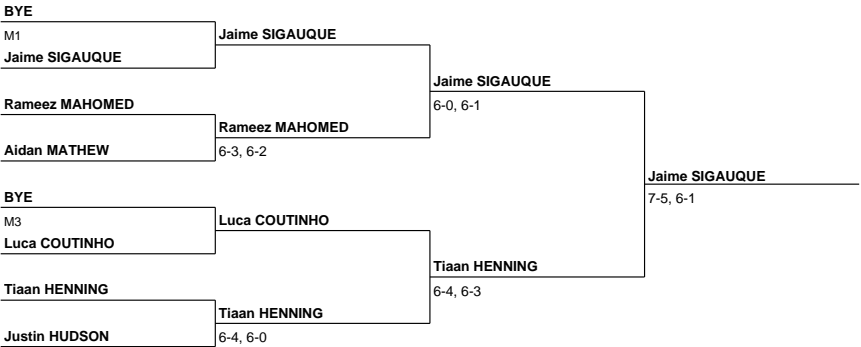 BYE
M1
Jaime SIGAUQUE
Jaime SIGAUQUE
Rameez MAHOMED
Aidan MATHEW
Rameez MAHOMED
6-3, 6-2
Jaime SIGAUQUE
6-0, 6-1
BYE
M3
Luca COUTINHO
Luca COUTINHO
Tiaan HENNING
Justin HUDSON
Tiaan HENNING
6-4, 6-0
Tiaan HENNING
6-4, 6-3
Jaime SIGAUQUE
7-5, 6-1